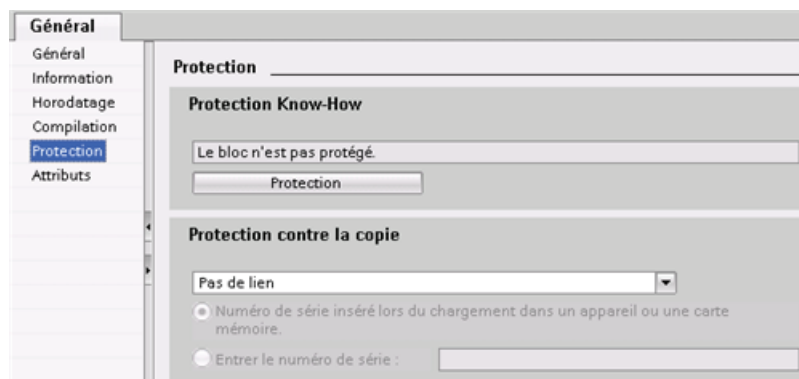 Général
Général
Information
Horodatage
Compilation
Protection
Attributs
Protection
Protection Know-How
Le bloc n'est pas protégé.
Protection
Protection contre la copie
Pas de lien
Numéro de série inséré lors du chargement dans un appareil ou une carte
mémoire.
Entrer le numéro de série :